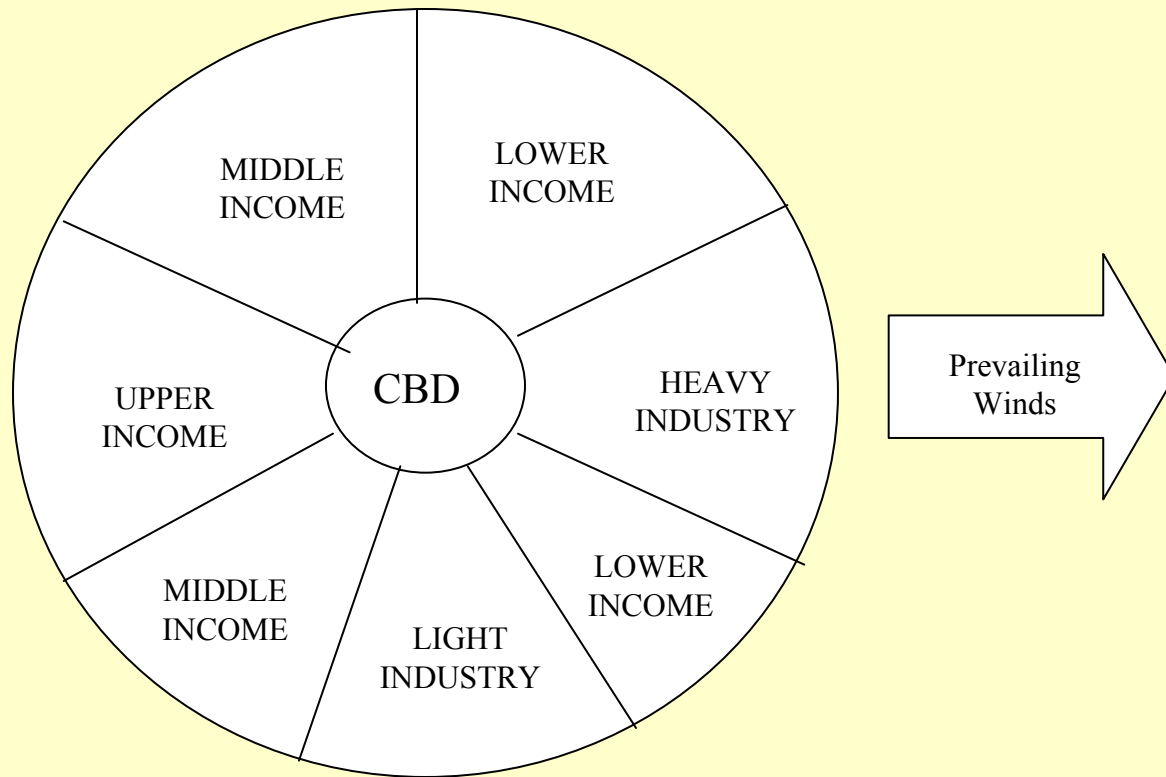 MIDDLE
INCOME
LOWER
INCOME
UPPER
INCOME
CBD
HEAVY
INDUSTRY
Prevailing
Winds
MIDDLE
INCOME
LIGHT
INDUSTRY
LOWER
INCOME